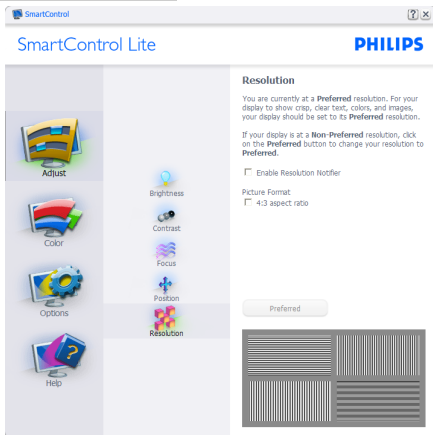 SmartControl
SmartControl Lite
PHILIPS
Adjust
Color
Options
Help
Brightness
Contrast
Focus
Position
Resolution
Resolution
You are currently at a Preferred resolution. For your
display to show crisp, clear text, colors, and images,
your display should be set to its Preferred resolution.
If your display is at a Non-Preferred resolution, click
on the Preferred button to change your resolution to
Preferred.
Enable Resolution Notifier
Picture Format
4:3 aspect ratio
Preferred